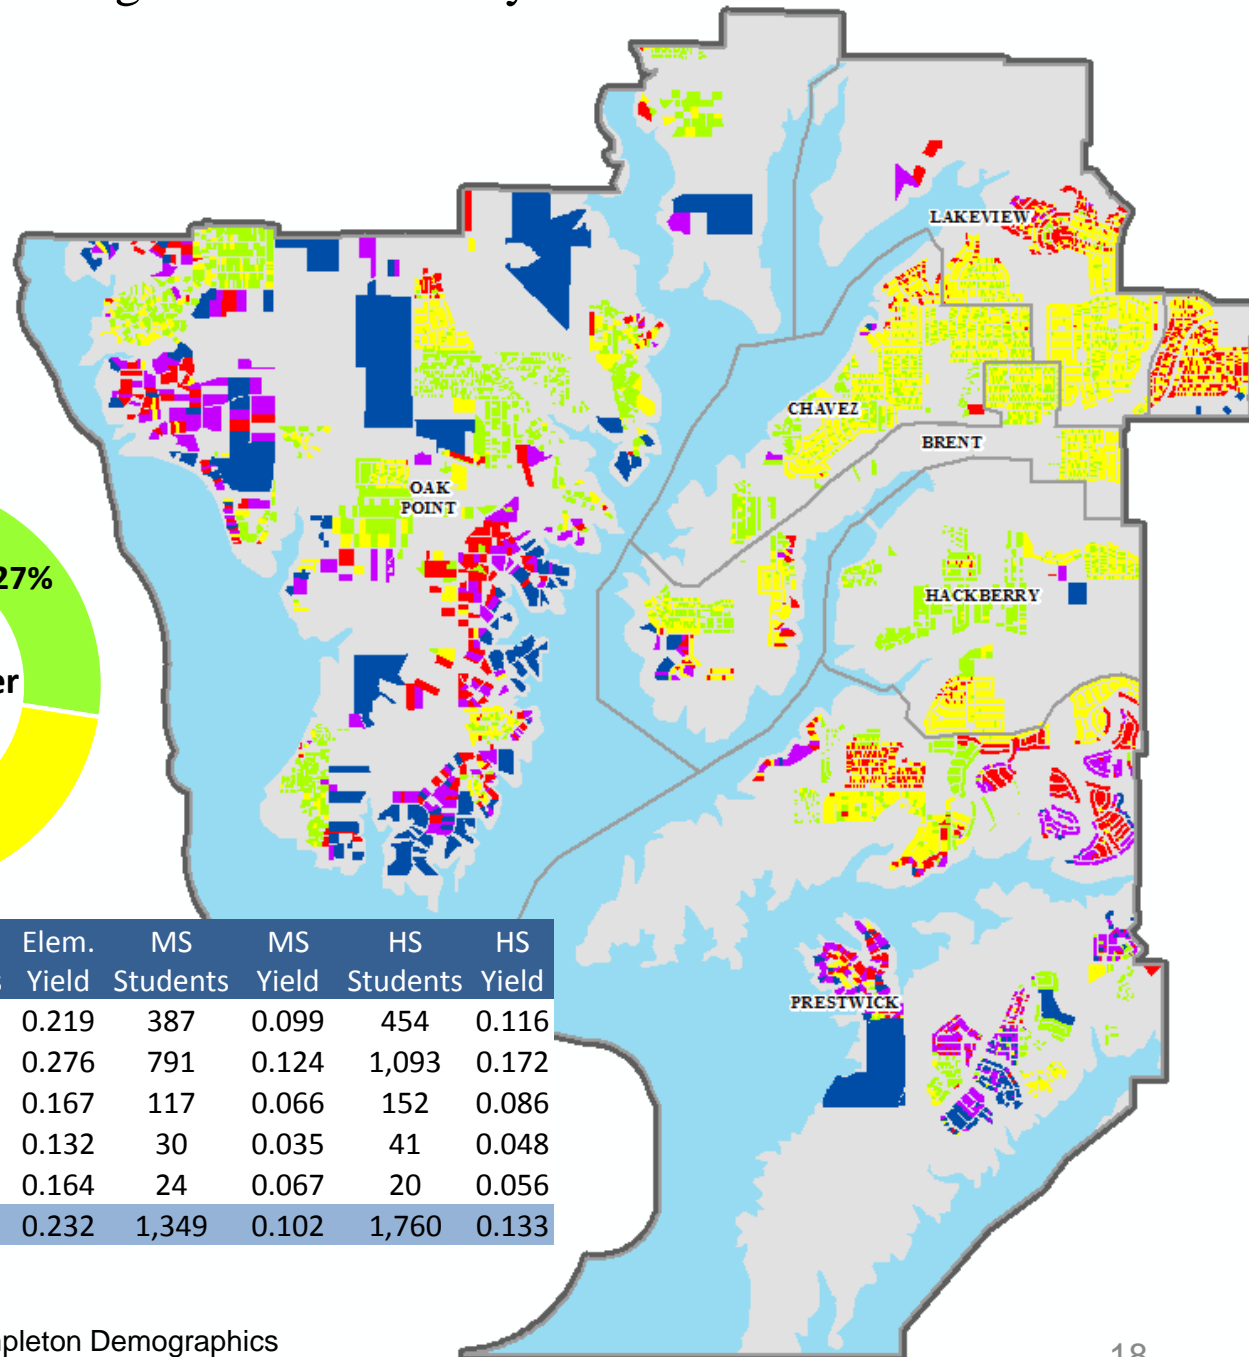 LAKEVIEW
CHAVEZ
BRENT
OAK
POINT
27%
HACKBERRY
PRESTWICK
Elem. MS MS HS HS
Yield Students Yield Students Yield
0.219 387 0.099 454 0.116
0.276 791 0.124 1,093 0.172
0.167 117 0.066 152 0.086
0.132 30 0.035 41 0.048
0.164 24 0.067 20 0.056
0.232 1,349 0.102 1,760 0.133
pleton Demographics
18